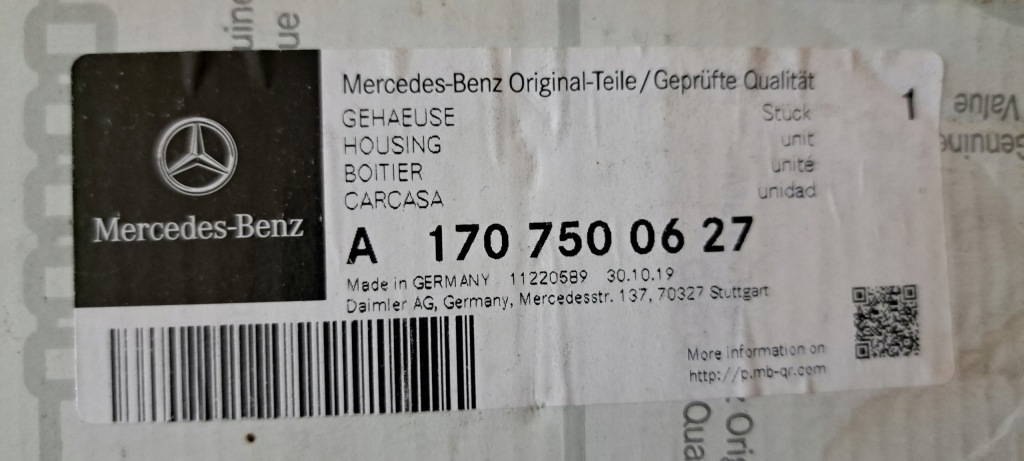 Mercedes-Benz Original-Teile/Geprüfte Qualität
GEHAEUSE Stück 1
HOUSING unit
BOITIER unité
CARCASA unidad
Mercedes-Benz
A 170 750 06 27
Made in GERMANY 11220589 30.10.19
Daimler AG, Germany, Mercedesstr. 137, 70327 Stuttgart
More information on
http://p.mb-qr.com
Genuine
Value